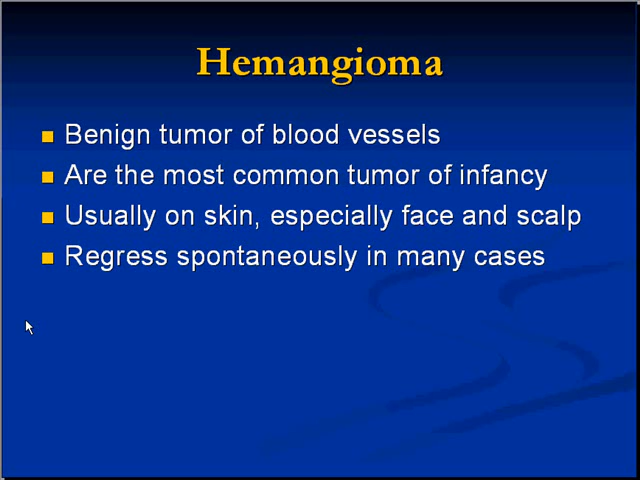 Hemangioma
Benign tumor of blood vessels
Are the most common tumor of infancy
Usually on skin, especially face and scalp
Regress spontaneously in many cases